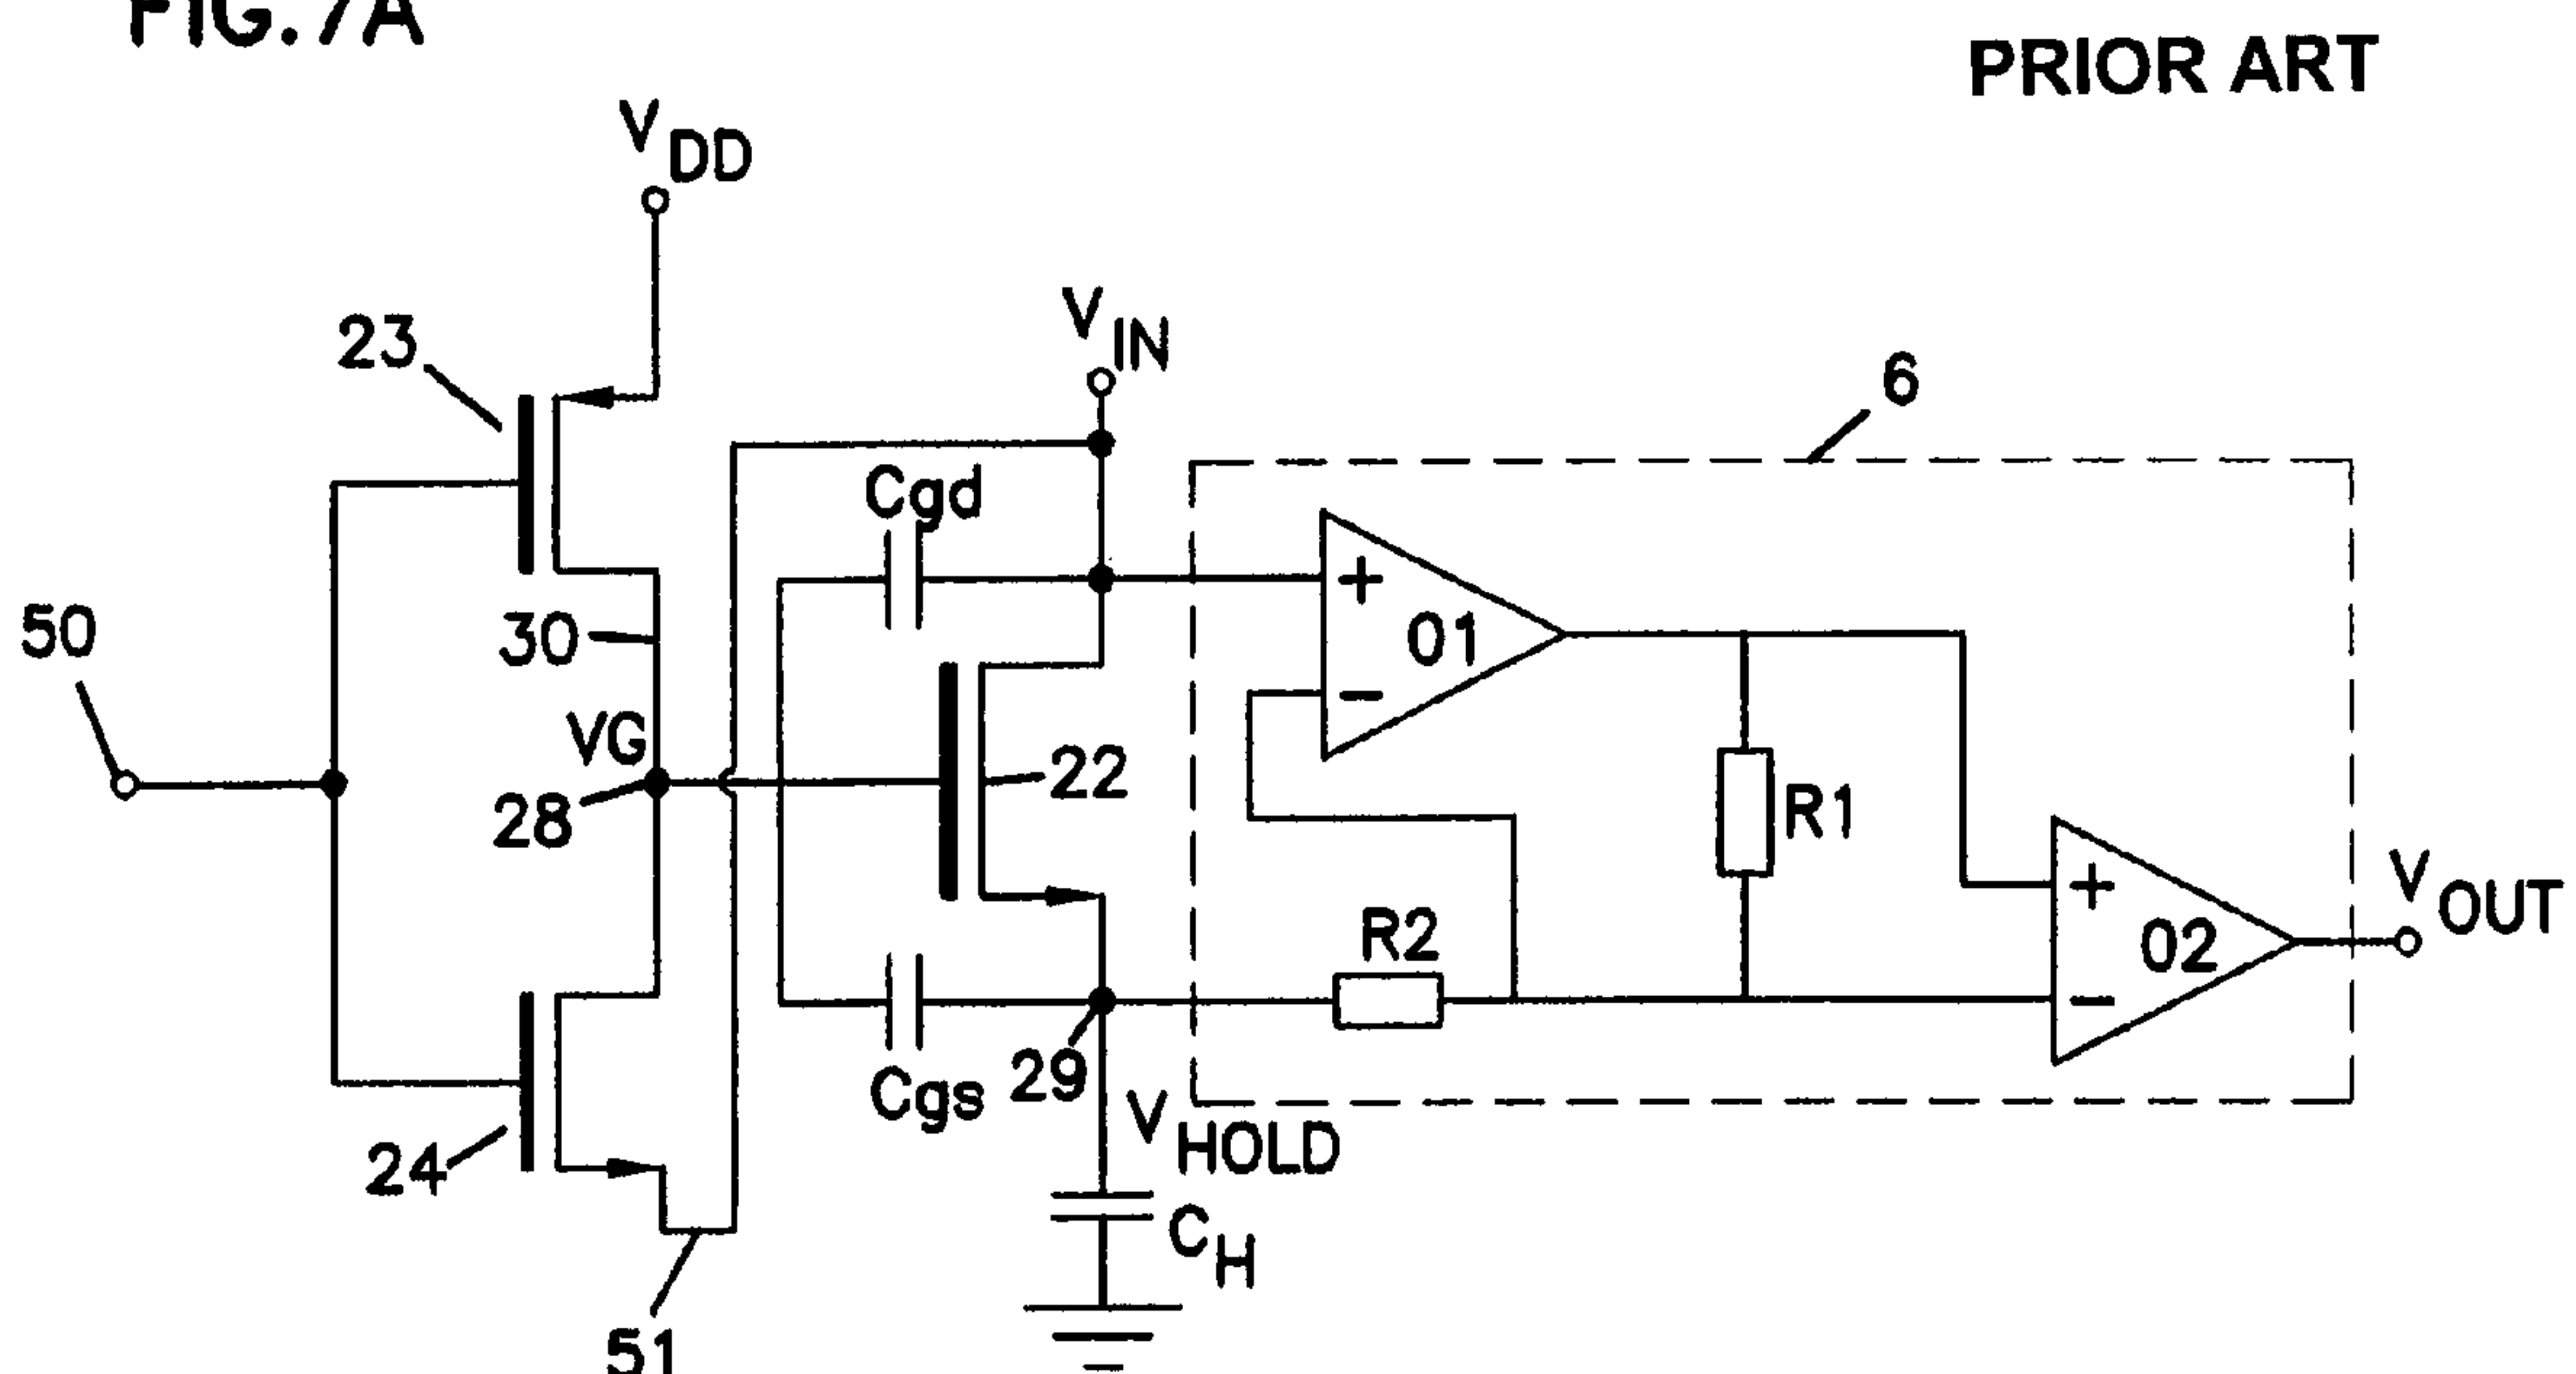 FIG.7A
PRIOR ART
VDD
VIN
23
6
Cgd
+
01
50
30
−
VG
22
28
R1
+
VOUT
R2
02
−
29
Cgs
VHOLD
24
CH
51